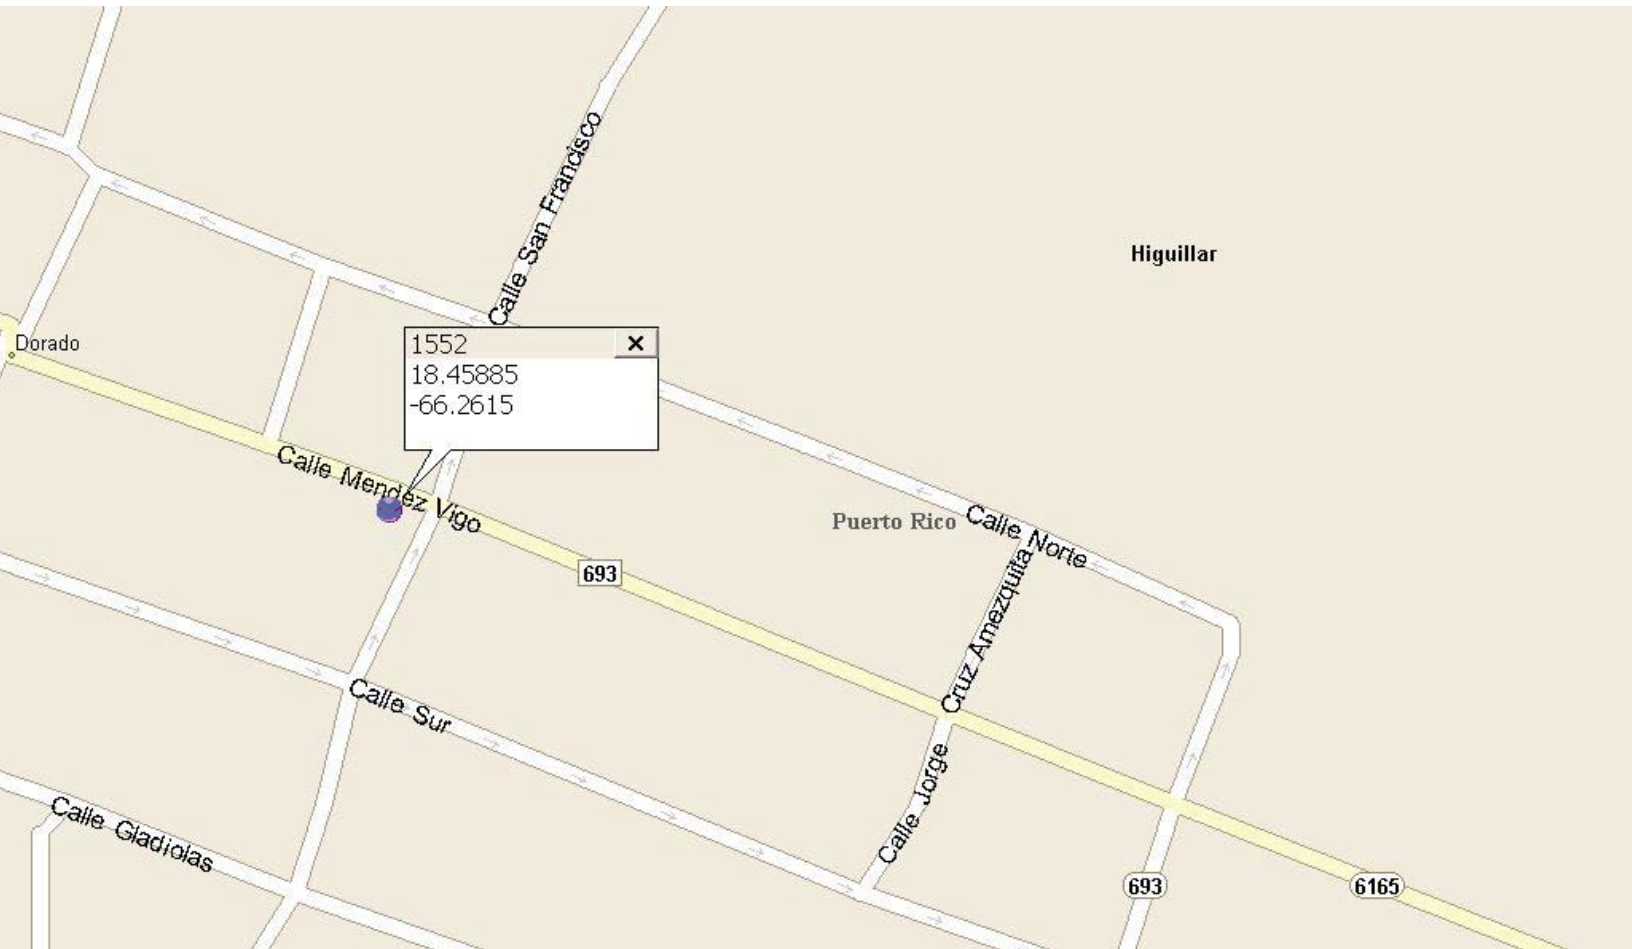 Calle San Francisco
Higuillar
Dorado
1552
18.45885
-66.2615
Calle Mendez Vigo
693
Puerto Rico
Calle Norte
Cruz Amezquita
Calle Jorge
Calle Sur
Calle Gladiolas
693
6165